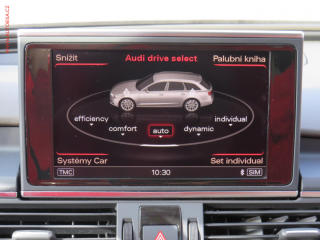 Snížit
Audi drive select
Palubní kniha
efficiency
comfort
auto
dynamic
individual
Systémy Car
Set individual
TMC
10:30
SIM